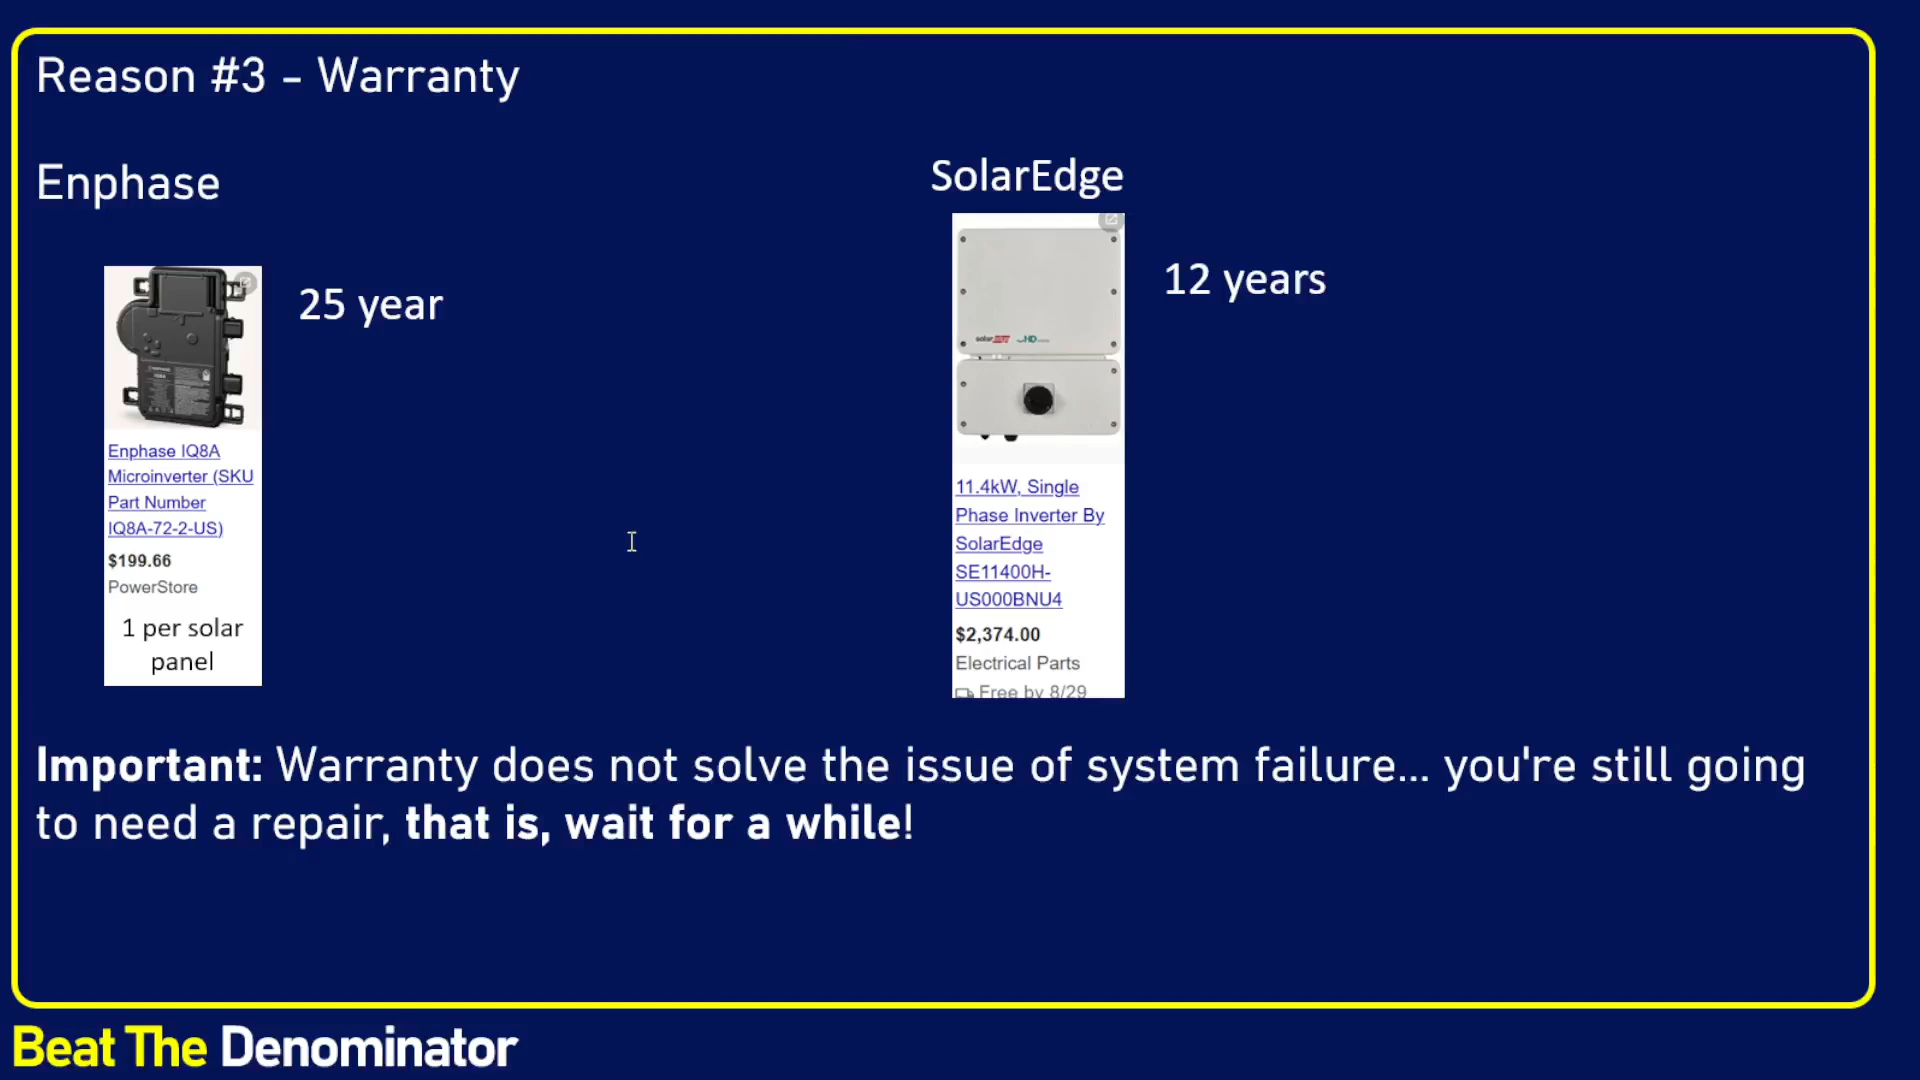 Reason #3 – Warranty
Enphase
SolarEdge
25 year
12 years
solaredge HD
Enphase IQ8A
Microinverter (SKU
Part Number
IQ8A-72-2-US)
$199.66
PowerStore
1 per solar
panel
11.4kW, Single
Phase Inverter By
SolarEdge
SE11400H-
US000BNU4
$2,374.00
Electrical Parts
Free by 8/29
Important: Warranty does not solve the issue of system failure... you're still going
to need a repair, that is, wait for a while!
Beat The Denominator